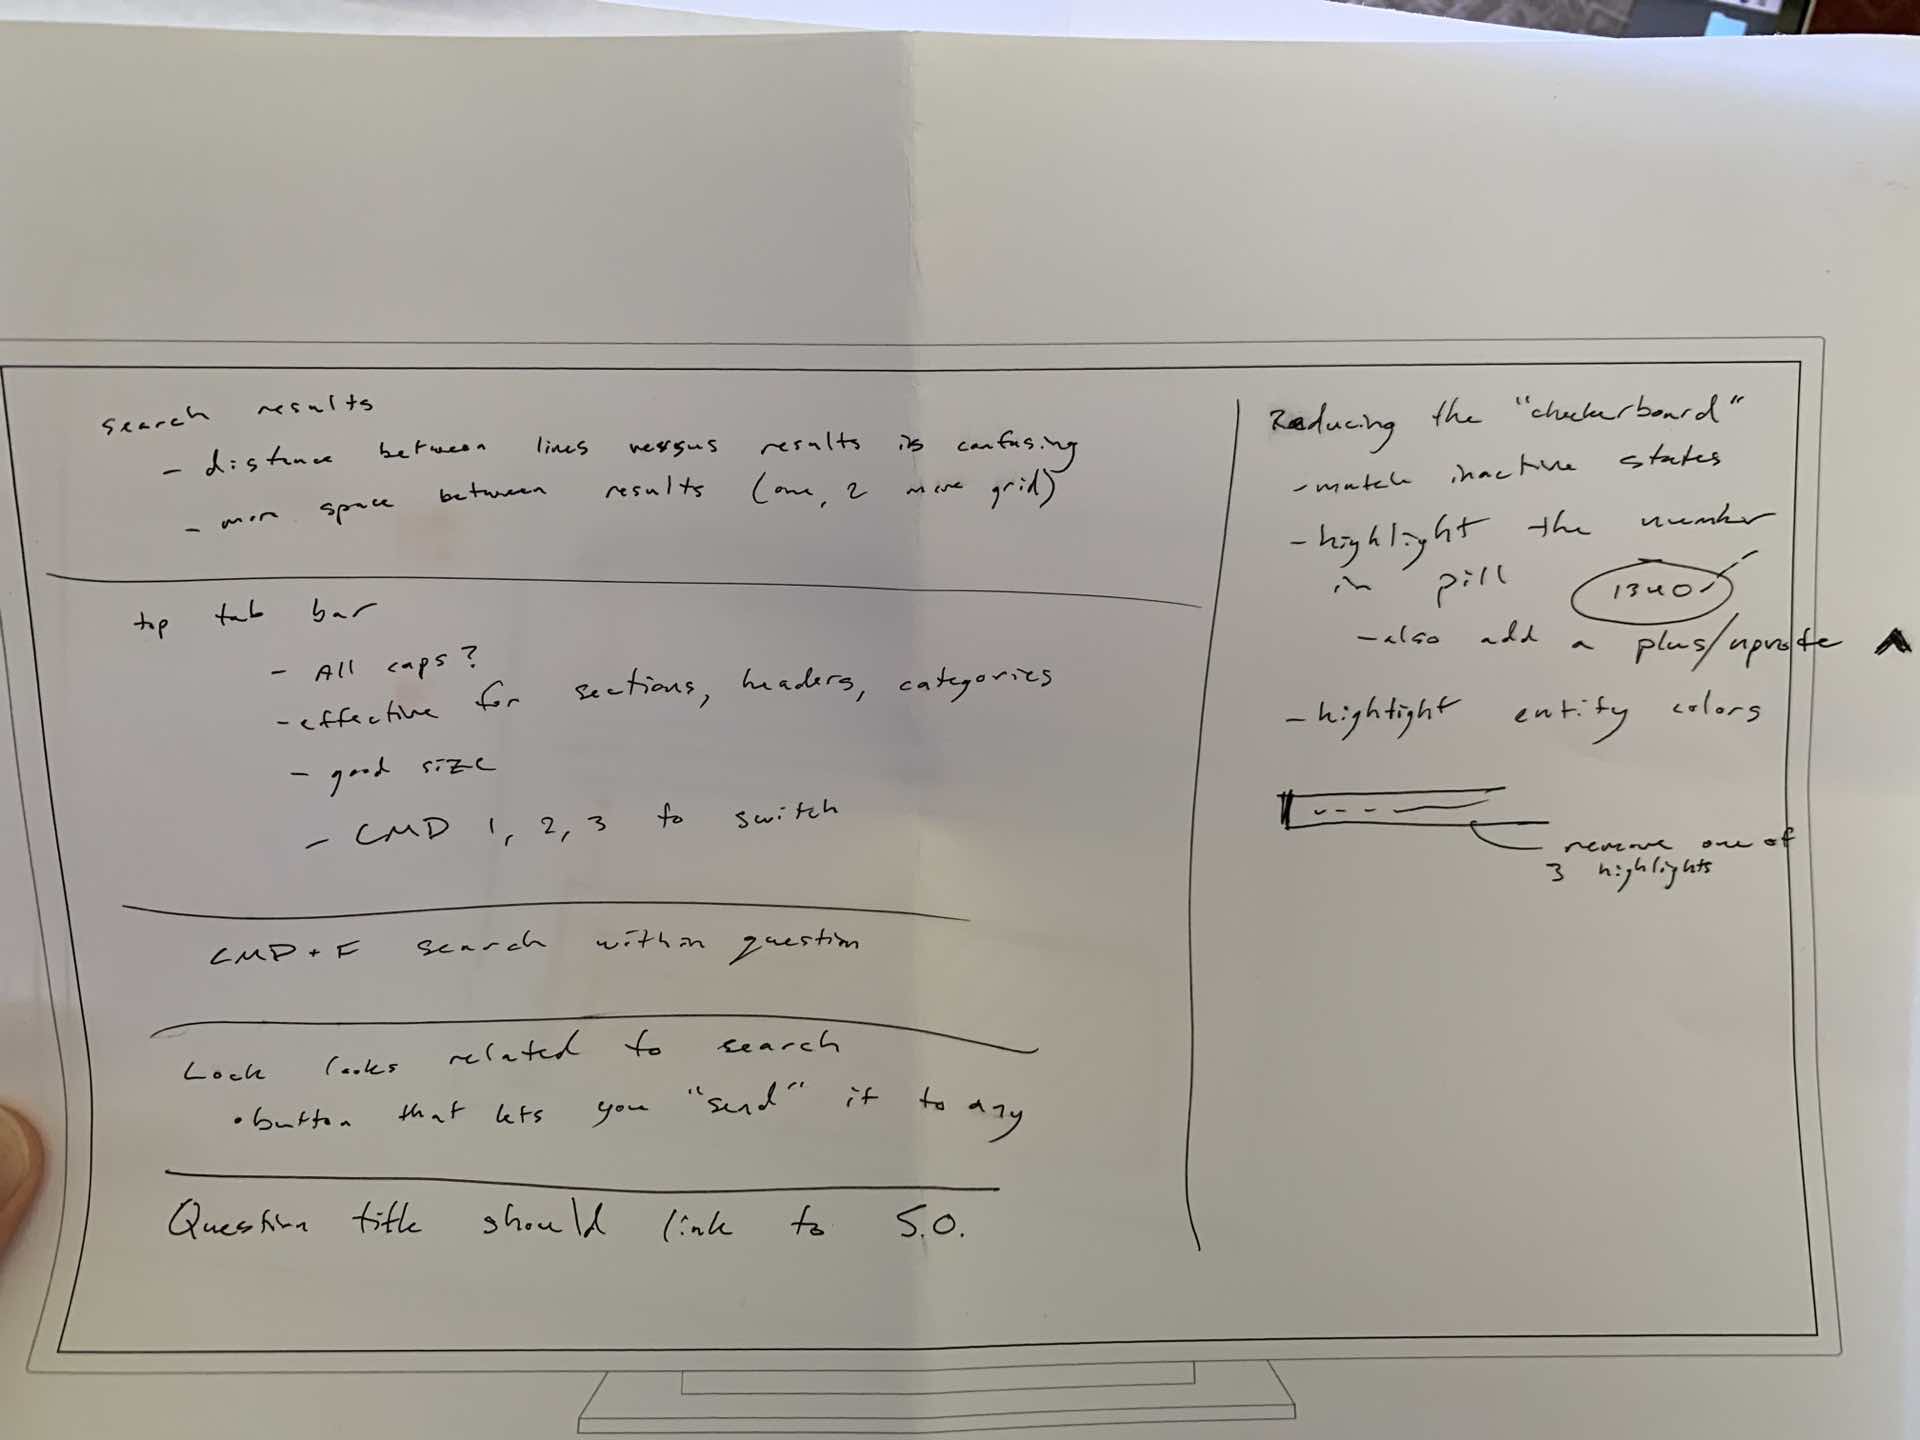 search results
- distance between lines versus results is confusing
- more space between results (one, 2 more grid)
top tab bar
- All caps?
- effective for sections, headers, categories
- good size
- CMD 1, 2, 3 to switch
CMD + F search within question
Lock looks related to search
• button that lets you "send" it to any
Question title should link to S.O.
Reducing the "checkerboard"
- match inactive states
- highlight the number
in pill 1340
- also add a plus/upvote
- hightight entity colors
remove one of
3 highlights